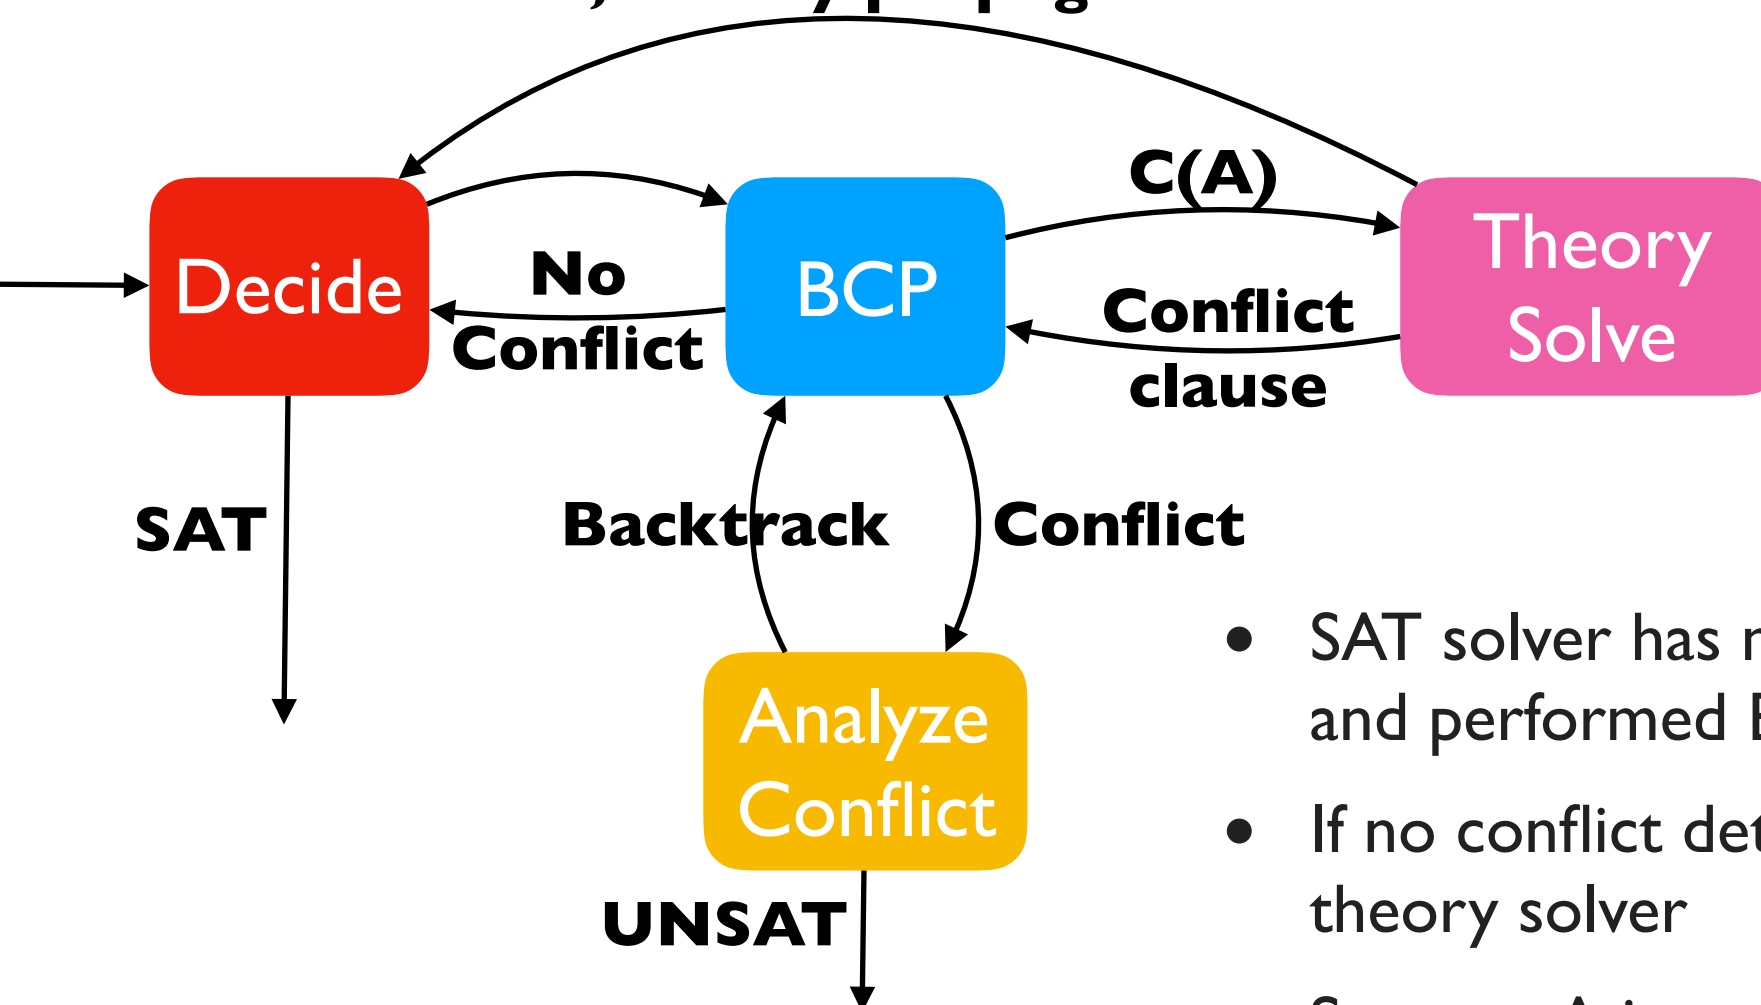 C(A)
Theory
Solve
No
Conflict
Decide
BCP
Conflict
clause
SAT
Backtrack
Conflict
Analyze
Conflict
UNSAT
• SAT solver has
and performed
• If no conflict
theory solver